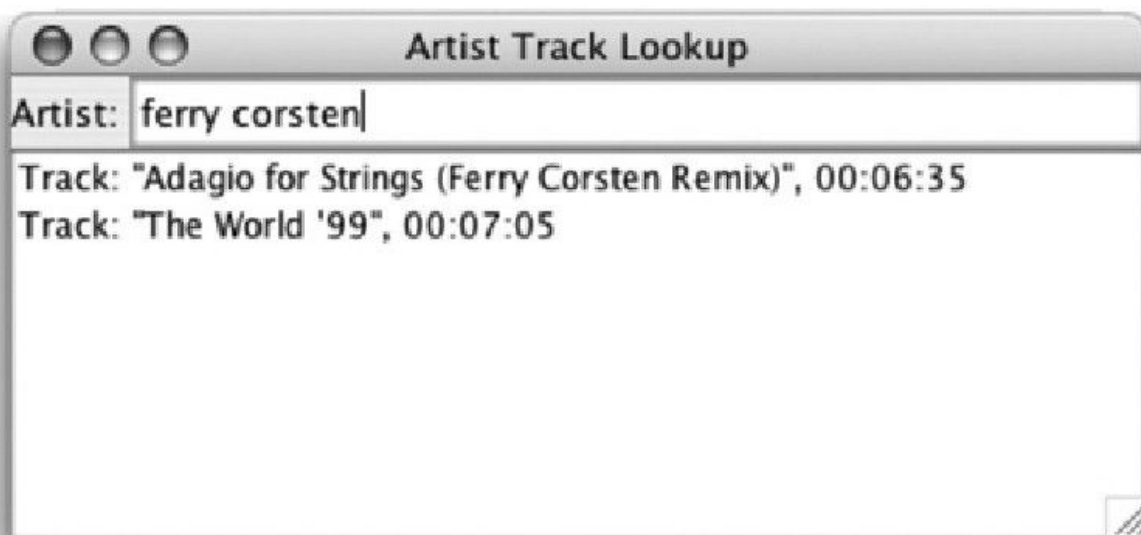 Artist Track Lookup
Artist: ferry corsten
Track: "Adagio for Strings (Ferry Corsten Remix)", 00:06:35
Track: "The World '99", 00:07:05